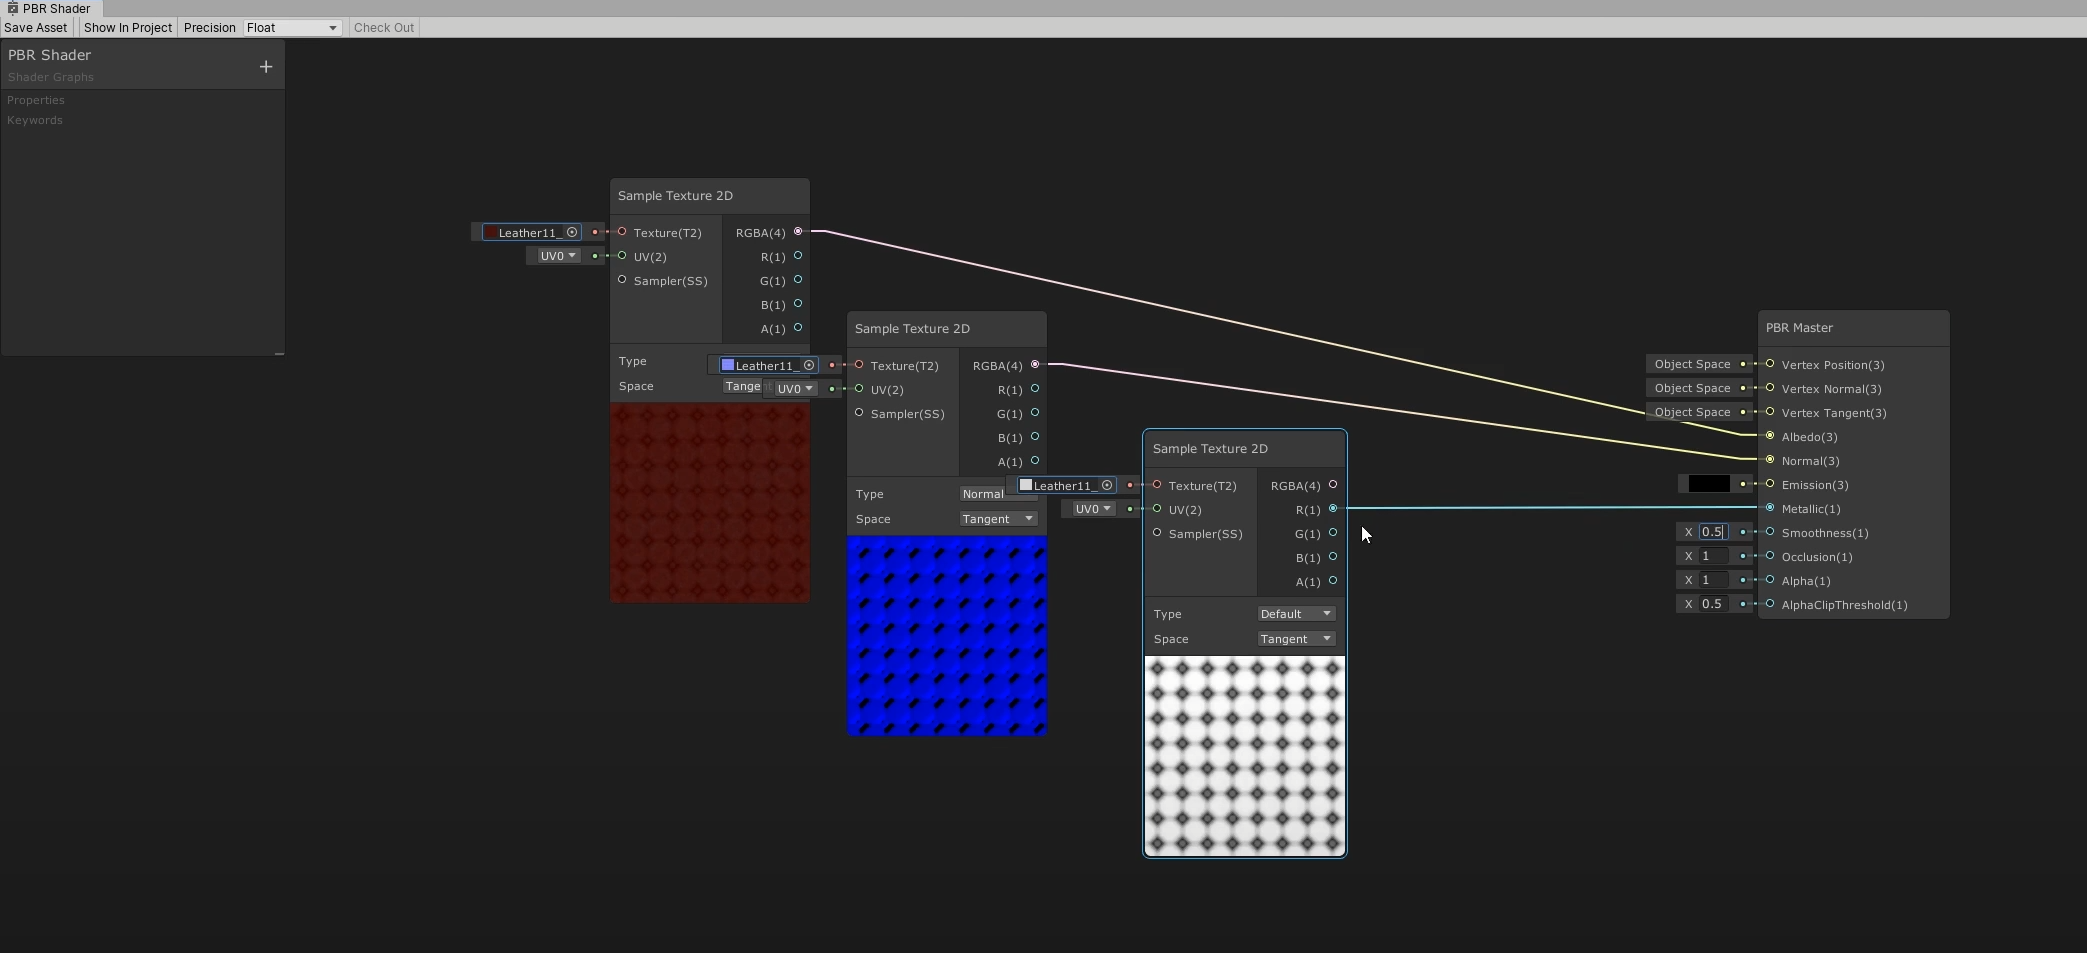 PBR Shader
Save Asset Show In Project Precision Float Check Out
PBR Shader
Shader Graphs
+
Properties
Keywords
Sample Texture 2D
Leather11_ Texture(T2) RGBA(4)
UV0 UV(2) R(1)
Sampler(SS) G(1)
B(1)
A(1)
Type
Space Tange
Sample Texture 2D
Leather11_ Texture(T2) RGBA(4)
UV0 UV(2) R(1)
Sampler(SS) G(1)
B(1)
A(1)
Type Normal
Space Tangent
Sample Texture 2D
Leather11_ Texture(T2) RGBA(4)
UV0 UV(2) R(1)
Sampler(SS) G(1)
B(1)
A(1)
Type Default
Space Tangent
PBR Master
Object Space Vertex Position(3)
Object Space Vertex Normal(3)
Object Space Vertex Tangent(3)
Albedo(3)
Normal(3)
Emission(3)
Metallic(1)
X 0.5 Smoothness(1)
X 1 Occlusion(1)
X 1 Alpha(1)
X 0.5 AlphaClipThreshold(1)